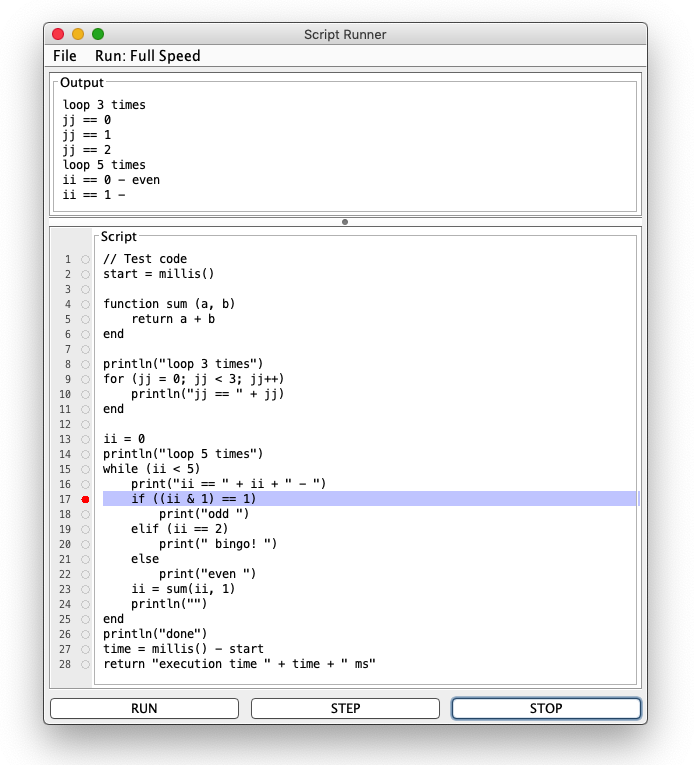 Script Runner
File Run: Full Speed
Output
loop 3 times
jj == 0
jj == 1
jj == 2
loop 5 times
ii == 0 - even
ii == 1 -
Script
1 // Test code
2 start = millis()
3
4 function sum (a, b)
5     return a + b
6 end
7
8 println("loop 3 times")
9 for (jj = 0; jj < 3; jj++)
10     println("jj == " + jj)
11 end
12
13 ii = 0
14 println("loop 5 times")
15 while (ii < 5)
16     print("ii == " + ii + " - ")
17     if ((ii & 1) == 1)
18         print("odd ")
19     elif (ii == 2)
20         print(" bingo! ")
21     else
22         print("even ")
23     ii = sum(ii, 1)
24     println("")
25 end
26 println("done")
27 time = millis() - start
28 return "execution time " + time + " ms"
RUN STEP STOP